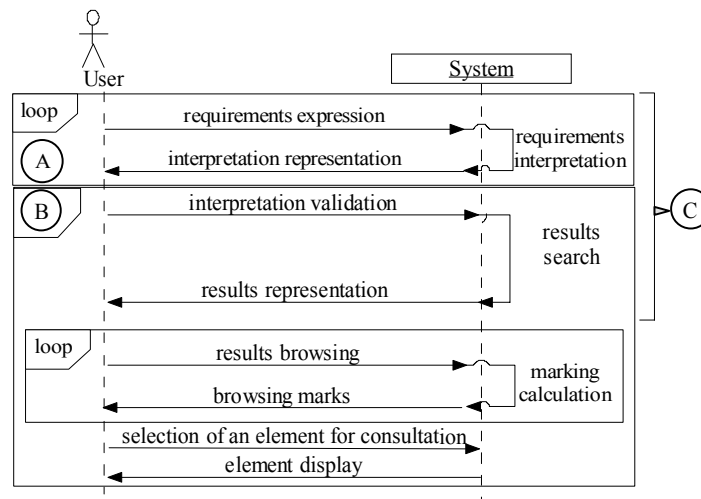 User
System
loop
requirements expression
requirements
interpretation
A
interpretation representation
B
interpretation validation
C
results
search
results representation
loop
results browsing
marking
calculation
browsing marks
selection of an element for consultation
element display